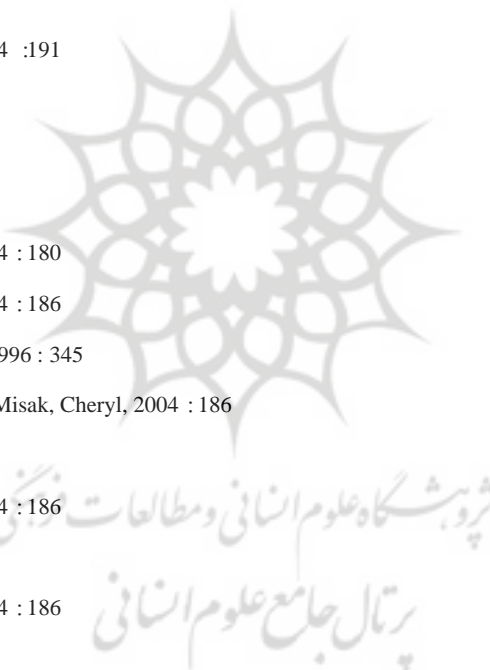 4 :191
4 : 180
4 : 186
996 : 345
Misak, Cheryl, 2004 : 186
4 : 186
پژوهشگاه علوم انسانی و مطالعات فرهنگی
4 : 186
پرتال جامع علوم انسانی